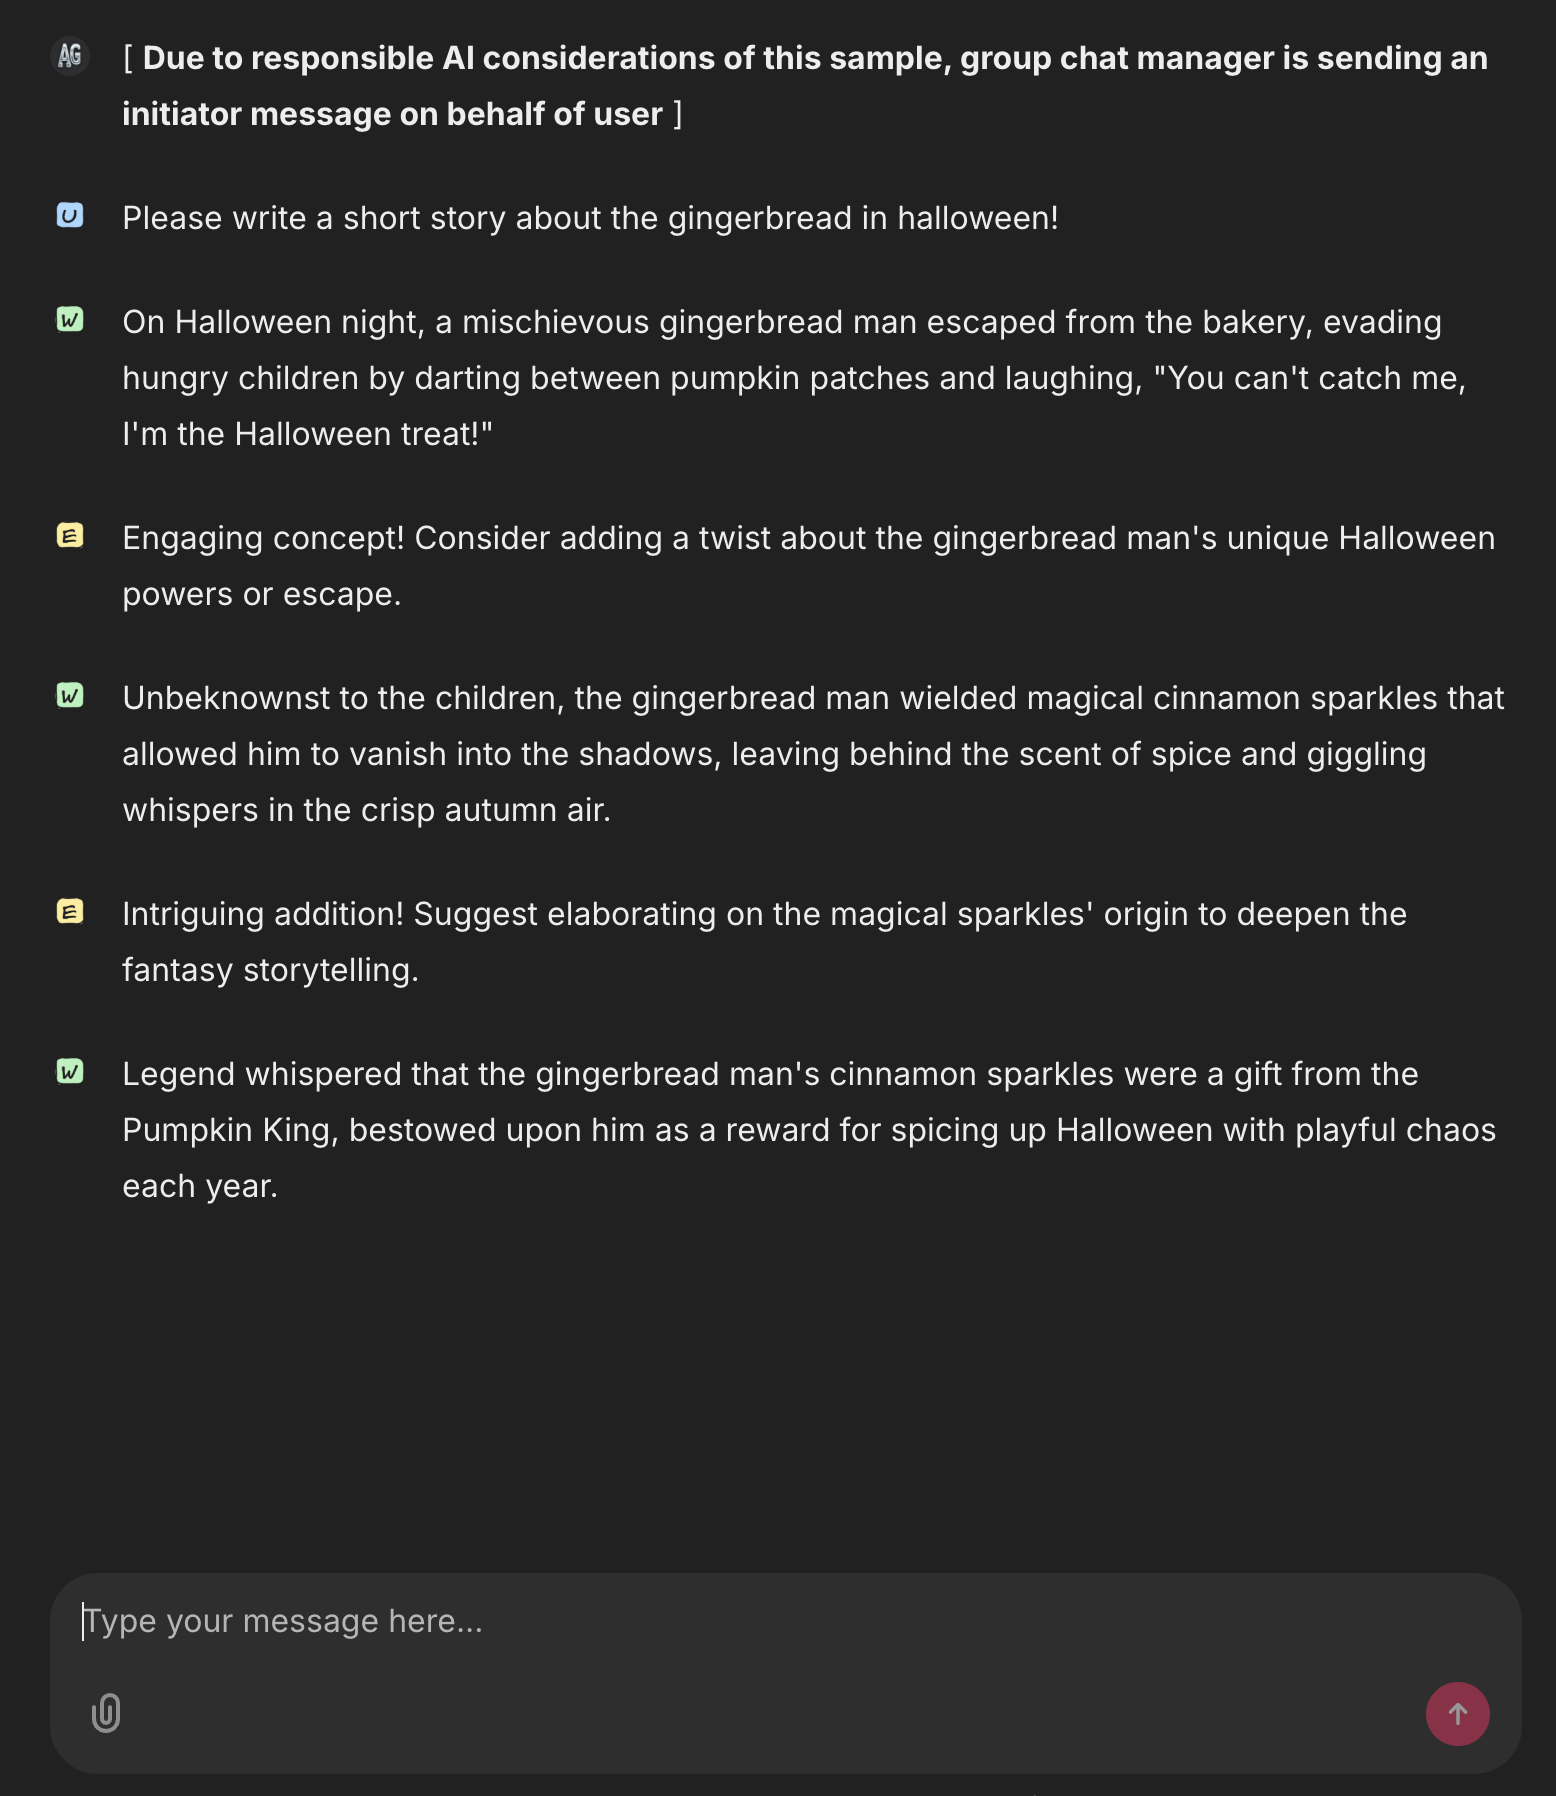 AG
[ Due to responsible AI considerations of this sample, group chat manager is sending an
initiator message on behalf of user ]
U
Please write a short story about the gingerbread in halloween!
W
On Halloween night, a mischievous gingerbread man escaped from the bakery, evading
hungry children by darting between pumpkin patches and laughing, "You can't catch me,
I'm the Halloween treat!"
E
Engaging concept! Consider adding a twist about the gingerbread man's unique Halloween
powers or escape.
W
Unbeknownst to the children, the gingerbread man wielded magical cinnamon sparkles that
allowed him to vanish into the shadows, leaving behind the scent of spice and giggling
whispers in the crisp autumn air.
E
Intriguing addition! Suggest elaborating on the magical sparkles' origin to deepen the
fantasy storytelling.
W
Legend whispered that the gingerbread man's cinnamon sparkles were a gift from the
Pumpkin King, bestowed upon him as a reward for spicing up Halloween with playful chaos
each year.
Type your message here...